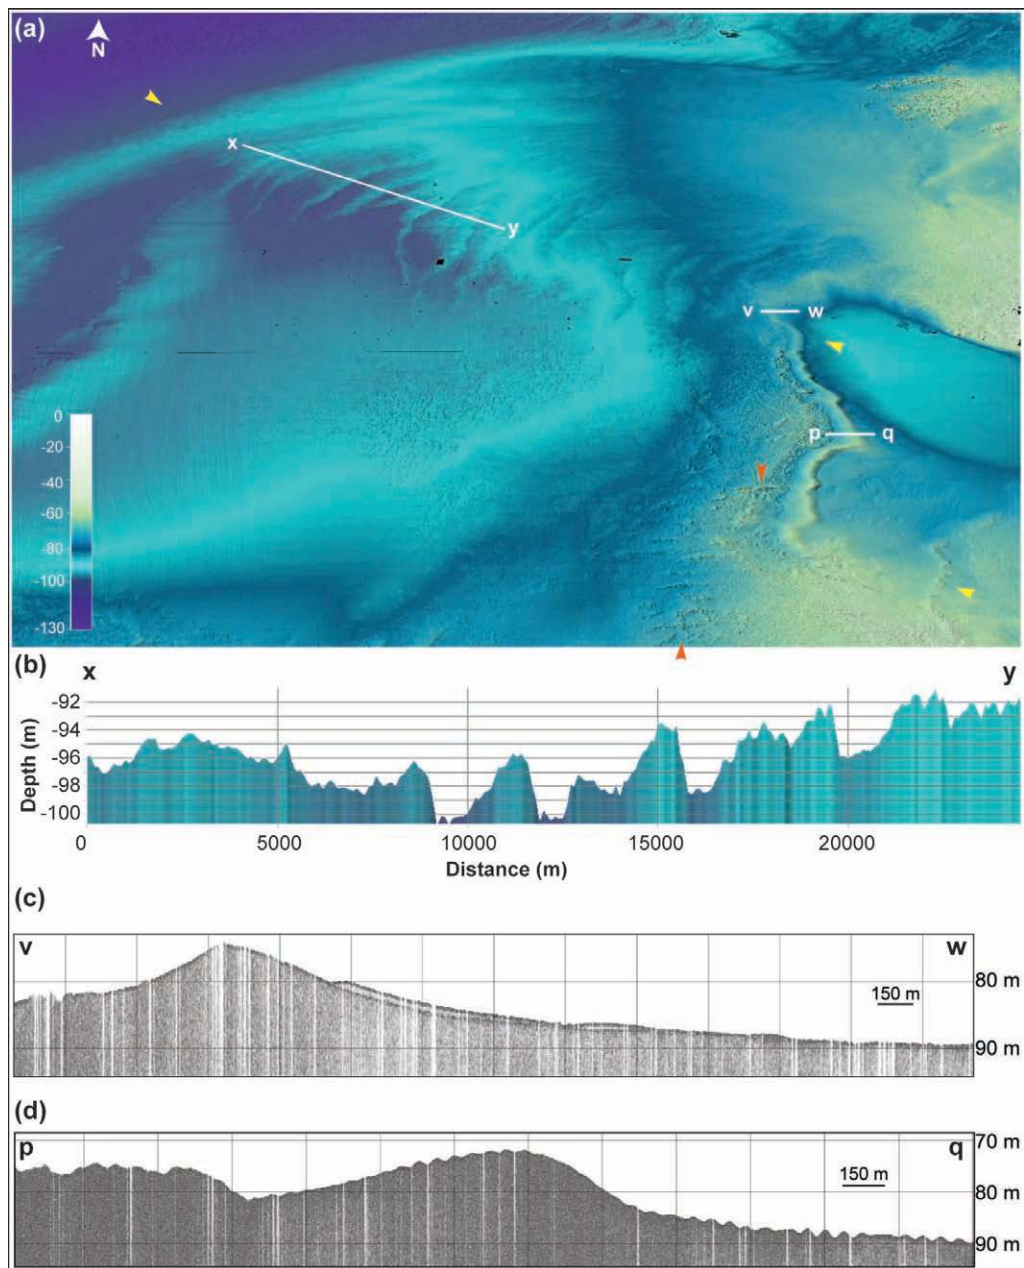 (a)
N
x
y
v w
p q
0
-20
-40
-60
-80
-100
-130
(b) x y
Depth (m)
-92
-94
-96
-98
-100
0 5000 10000 15000 20000
Distance (m)
(c)
v w
80 m
150 m
90 m
(d)
p q
70 m
150 m
80 m
90 m